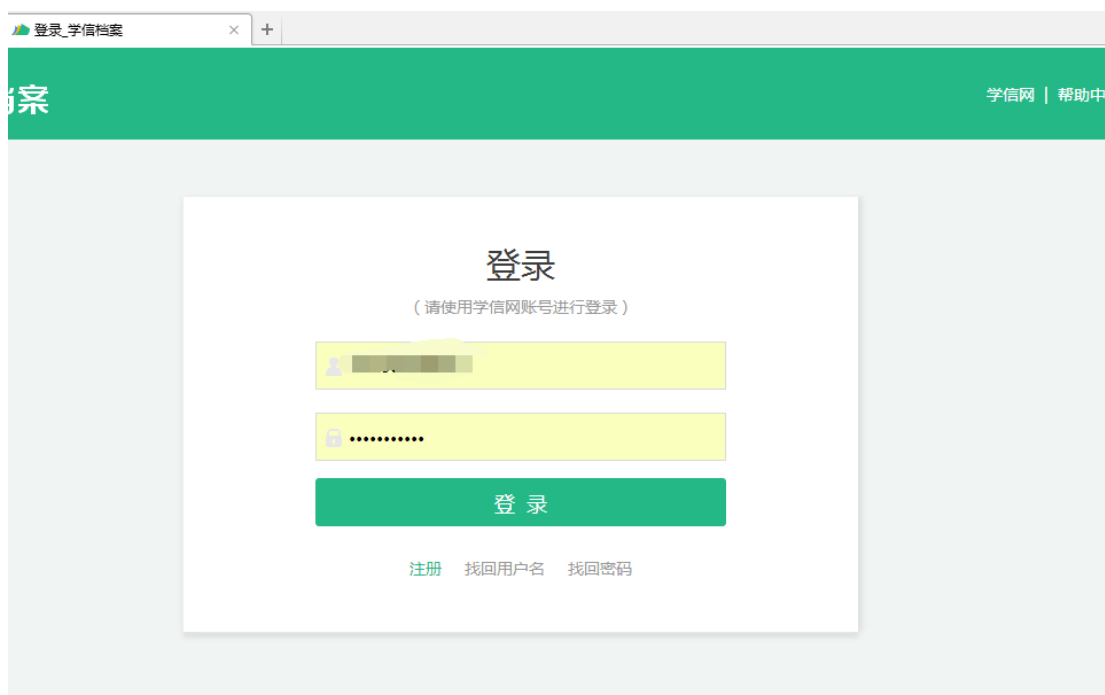 登录_学信档案
档案
学信网 | 帮助中
登录
（请使用学信网账号进行登录）
•••••••••••
登 录
注册 找回用户名 找回密码